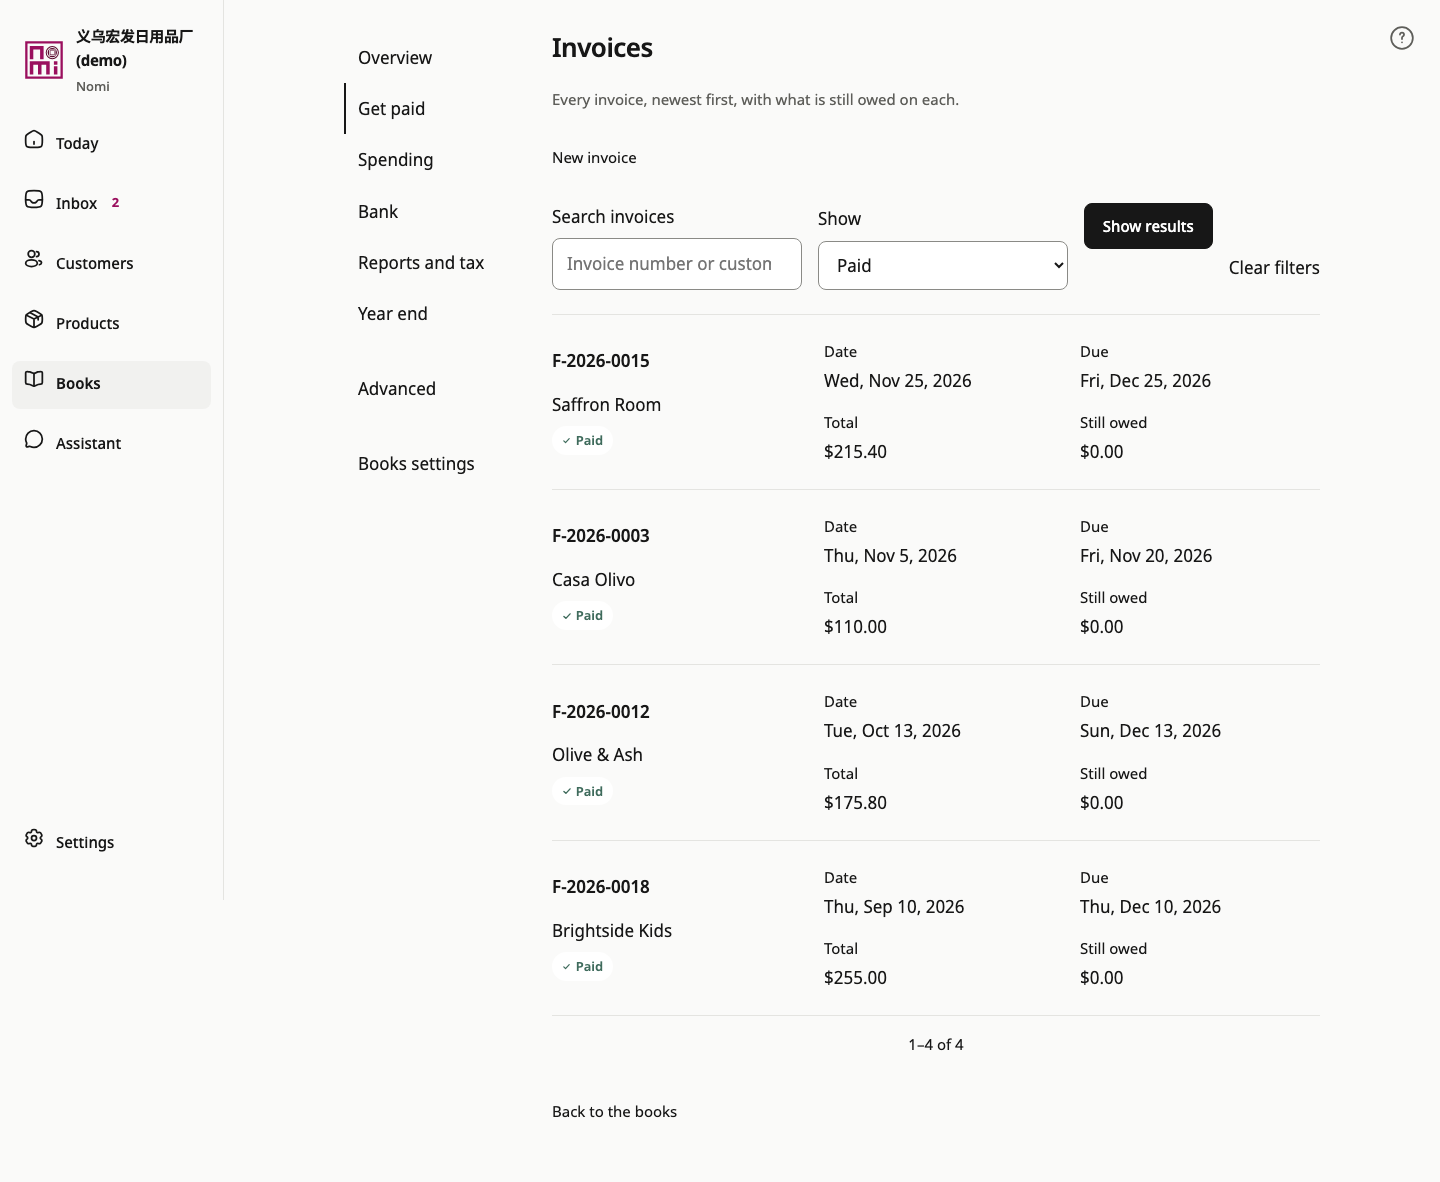 义乌宏发日用品厂
(demo)
Nomi
Today
Inbox 2
Customers
Products
Books
Assistant
Settings
Overview
Get paid
Spending
Bank
Reports and tax
Year end
Advanced
Books settings
Invoices
Every invoice, newest first, with what is still owed on each.
New invoice
Search invoices
Invoice number or custon
Show
Paid
Show results
Clear filters
F-2026-0015
Saffron Room
Paid
Date
Wed, Nov 25, 2026
Due
Fri, Dec 25, 2026
Total
$215.40
Still owed
$0.00
F-2026-0003
Casa Olivo
Paid
Date
Thu, Nov 5, 2026
Due
Fri, Nov 20, 2026
Total
$110.00
Still owed
$0.00
F-2026-0012
Olive & Ash
Paid
Date
Tue, Oct 13, 2026
Due
Sun, Dec 13, 2026
Total
$175.80
Still owed
$0.00
F-2026-0018
Brightside Kids
Paid
Date
Thu, Sep 10, 2026
Due
Thu, Dec 10, 2026
Total
$255.00
Still owed
$0.00
1–4 of 4
Back to the books